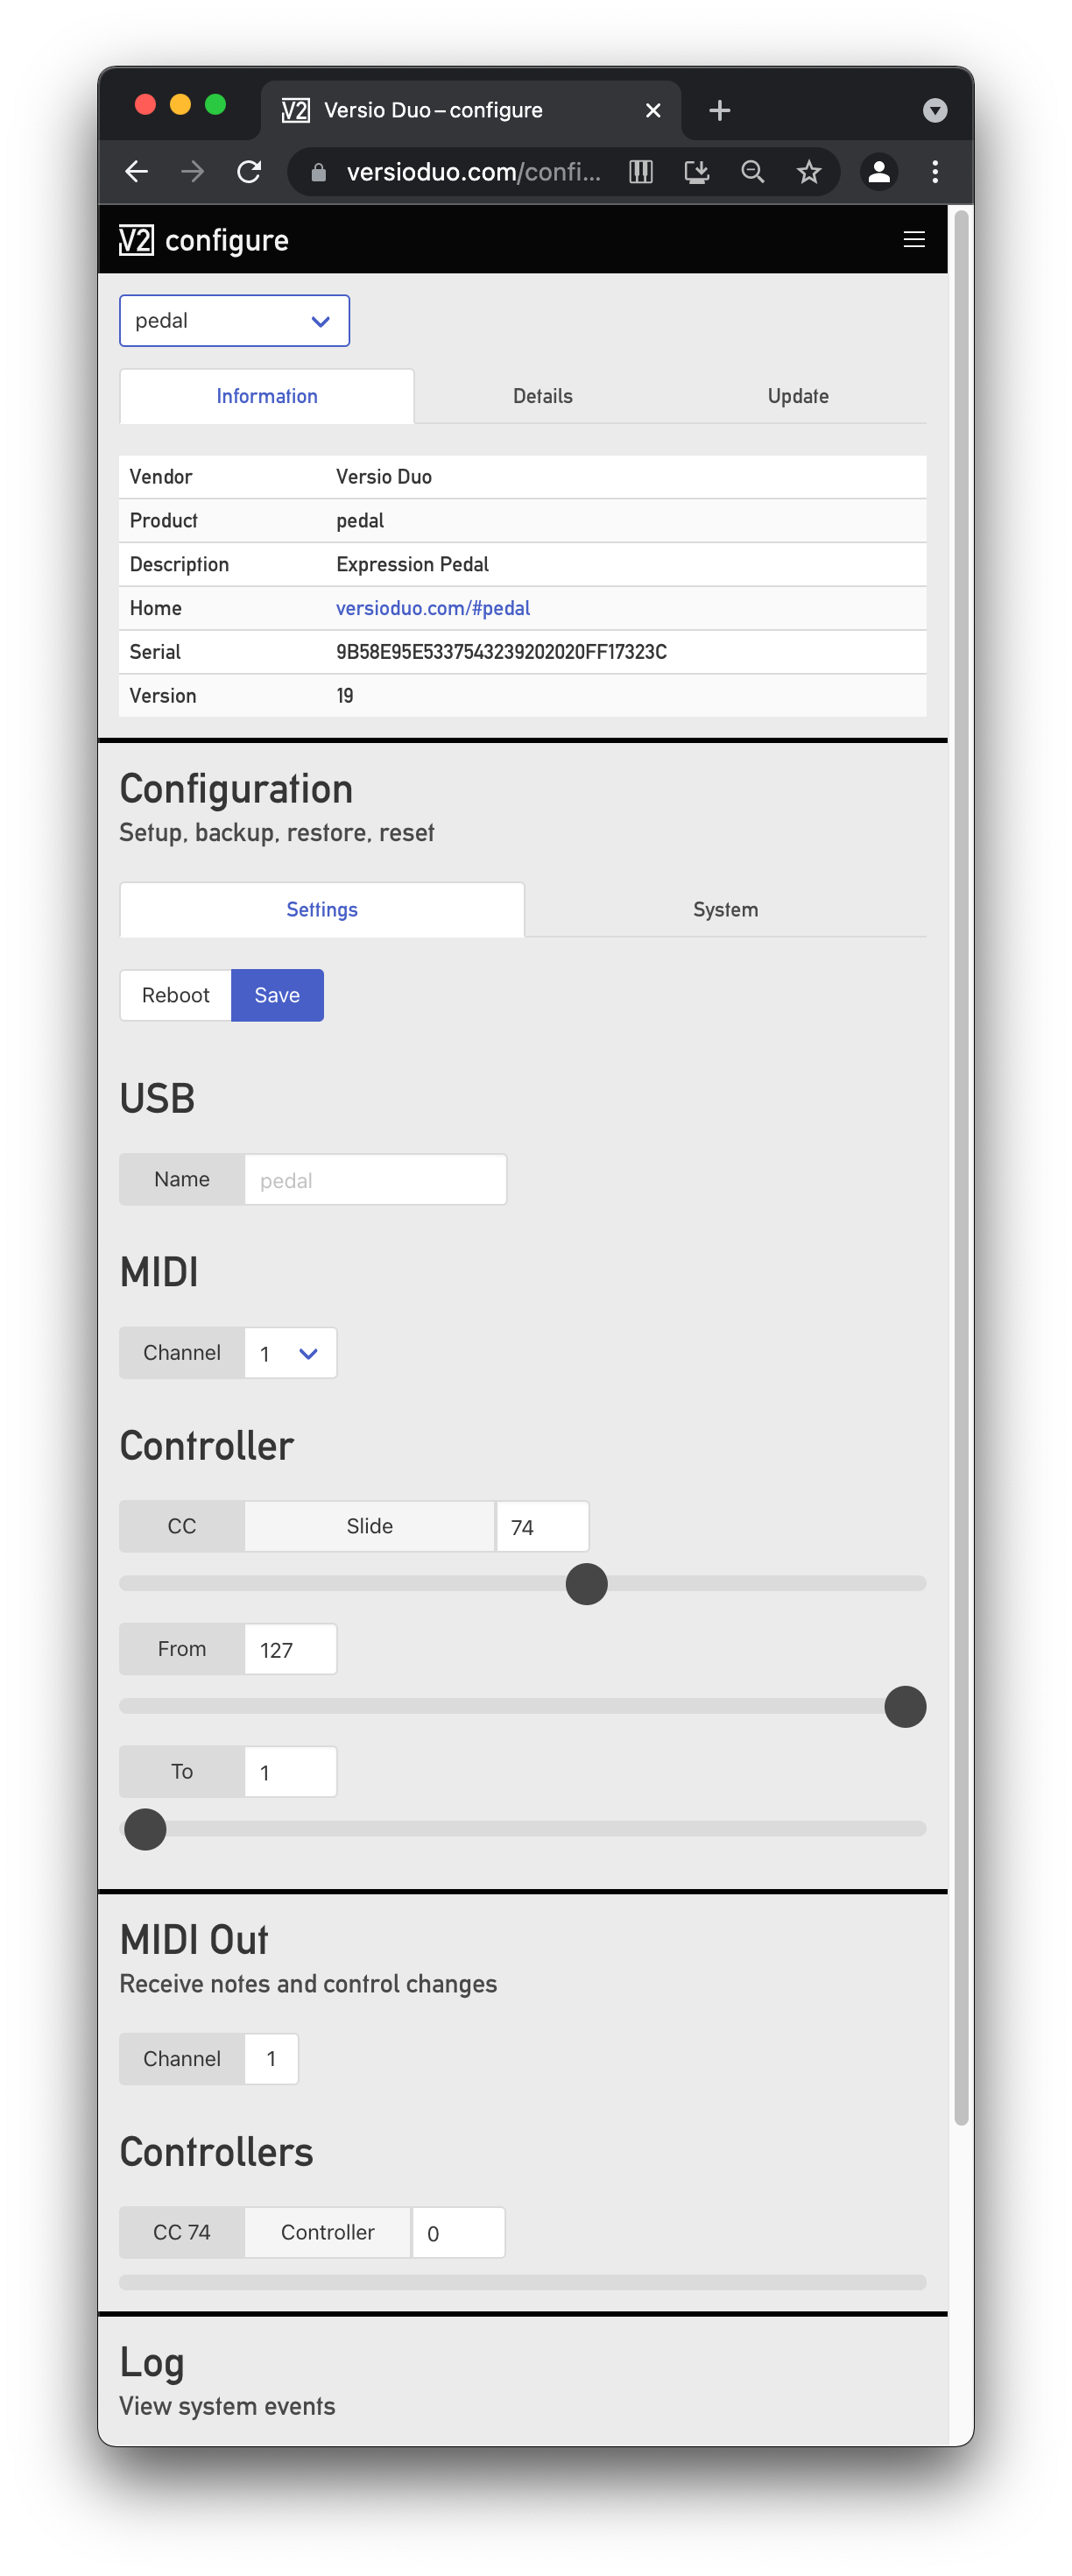 V2 Versio Duo – configure
versioduo.com/confi...
V2 configure
pedal
Information Details Update
Vendor Versio Duo
Product pedal
Description Expression Pedal
Home versioduo.com/#pedal
Serial 9B58E95E5337543239202020FF17323C
Version 19
Configuration
Setup, backup, restore, reset
Settings System
Reboot Save
USB
Name pedal
MIDI
Channel 1
Controller
CC Slide 74
From 127
To 1
MIDI Out
Receive notes and control changes
Channel 1
Controllers
CC 74 Controller 0
Log
View system events